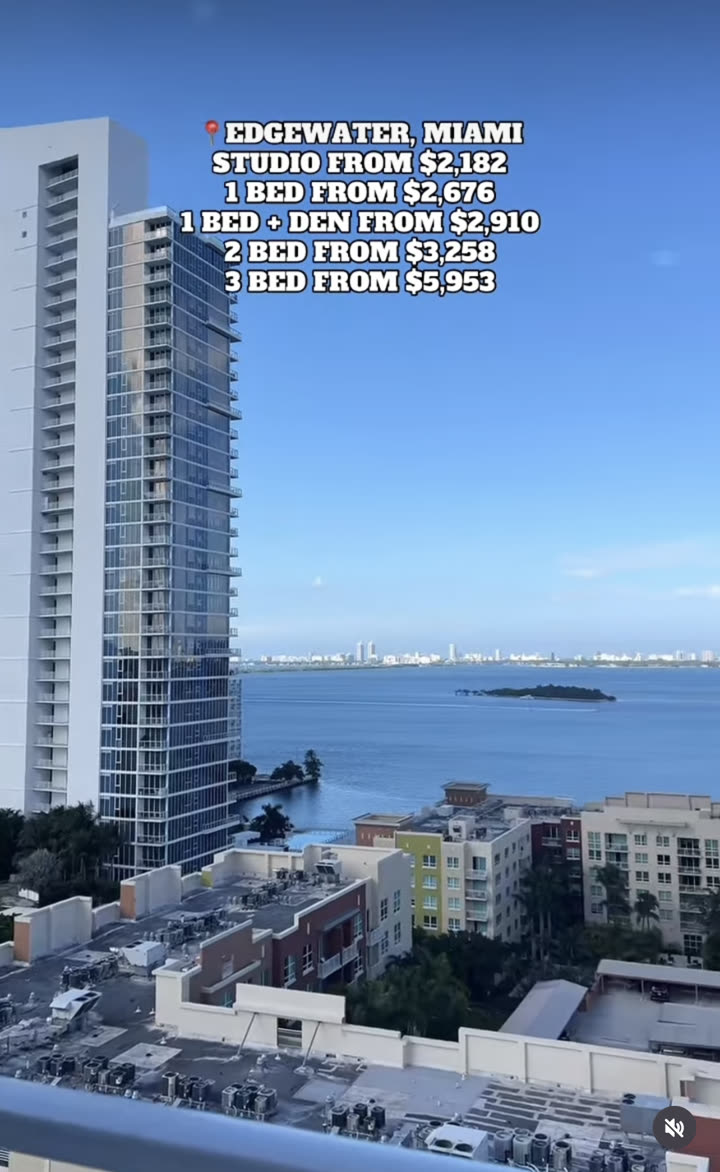 📍EDGEWATER, MIAMI
STUDIO FROM $2,182
1 BED FROM $2,676
1 BED + DEN FROM $2,910
2 BED FROM $3,258
3 BED FROM $5,953